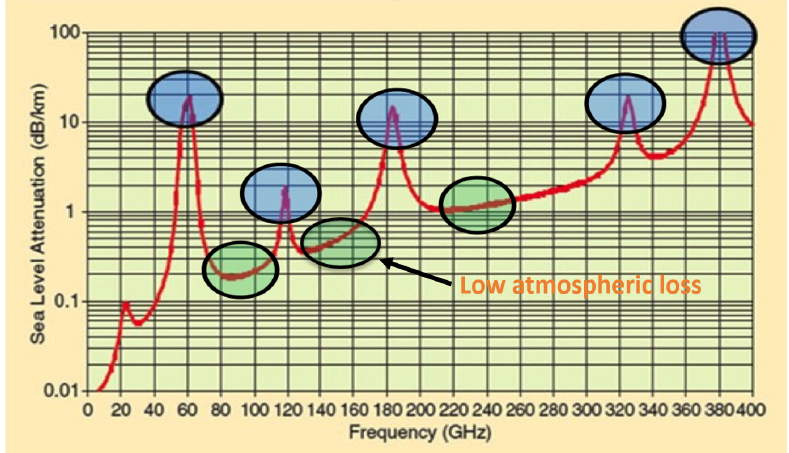 100
10
1
0.1
0.01
Sea Level Attenuation (dB/km)
Low atmospheric loss
0 20 40 60 80 100 120 140 160 180 200 220 240 260 280 300 320 340 360 380 400
Frequency (GHz)